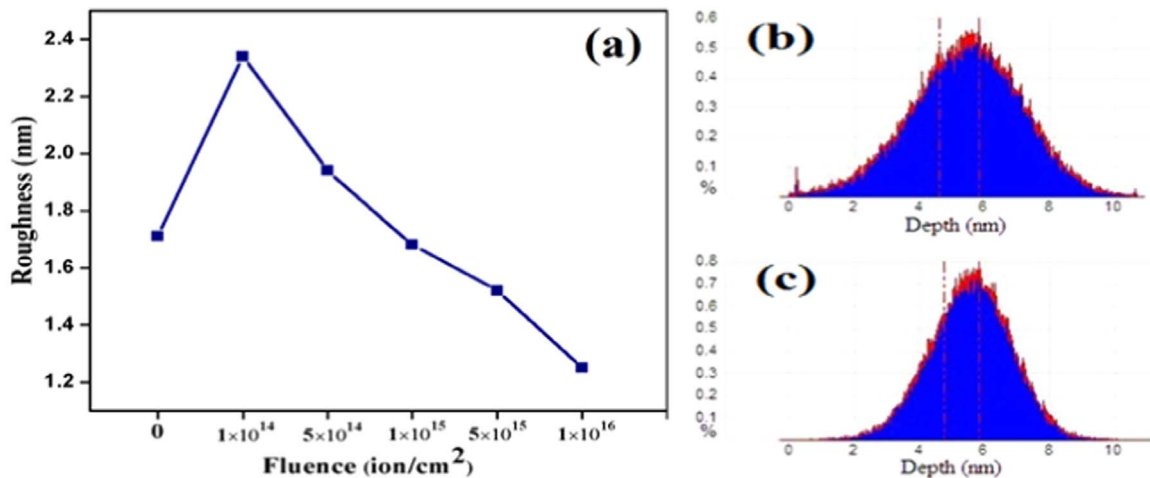 (a)
Roughness (nm)
2.4
2.2
2.0
1.8
1.6
1.4
1.2
0 1×10¹⁴ 5×10¹⁴ 1×10¹⁵ 5×10¹⁵ 1×10¹⁶
Fluence (ion/cm²)
(b)
0.6
0.5
0.4
0.3
0.2
0.1
%
0 2 4 6 8 10
Depth (nm)
(c)
0.8
0.7
0.6
0.5
0.4
0.3
0.2
0.1
%
0 2 4 6 8 10
Depth (nm)